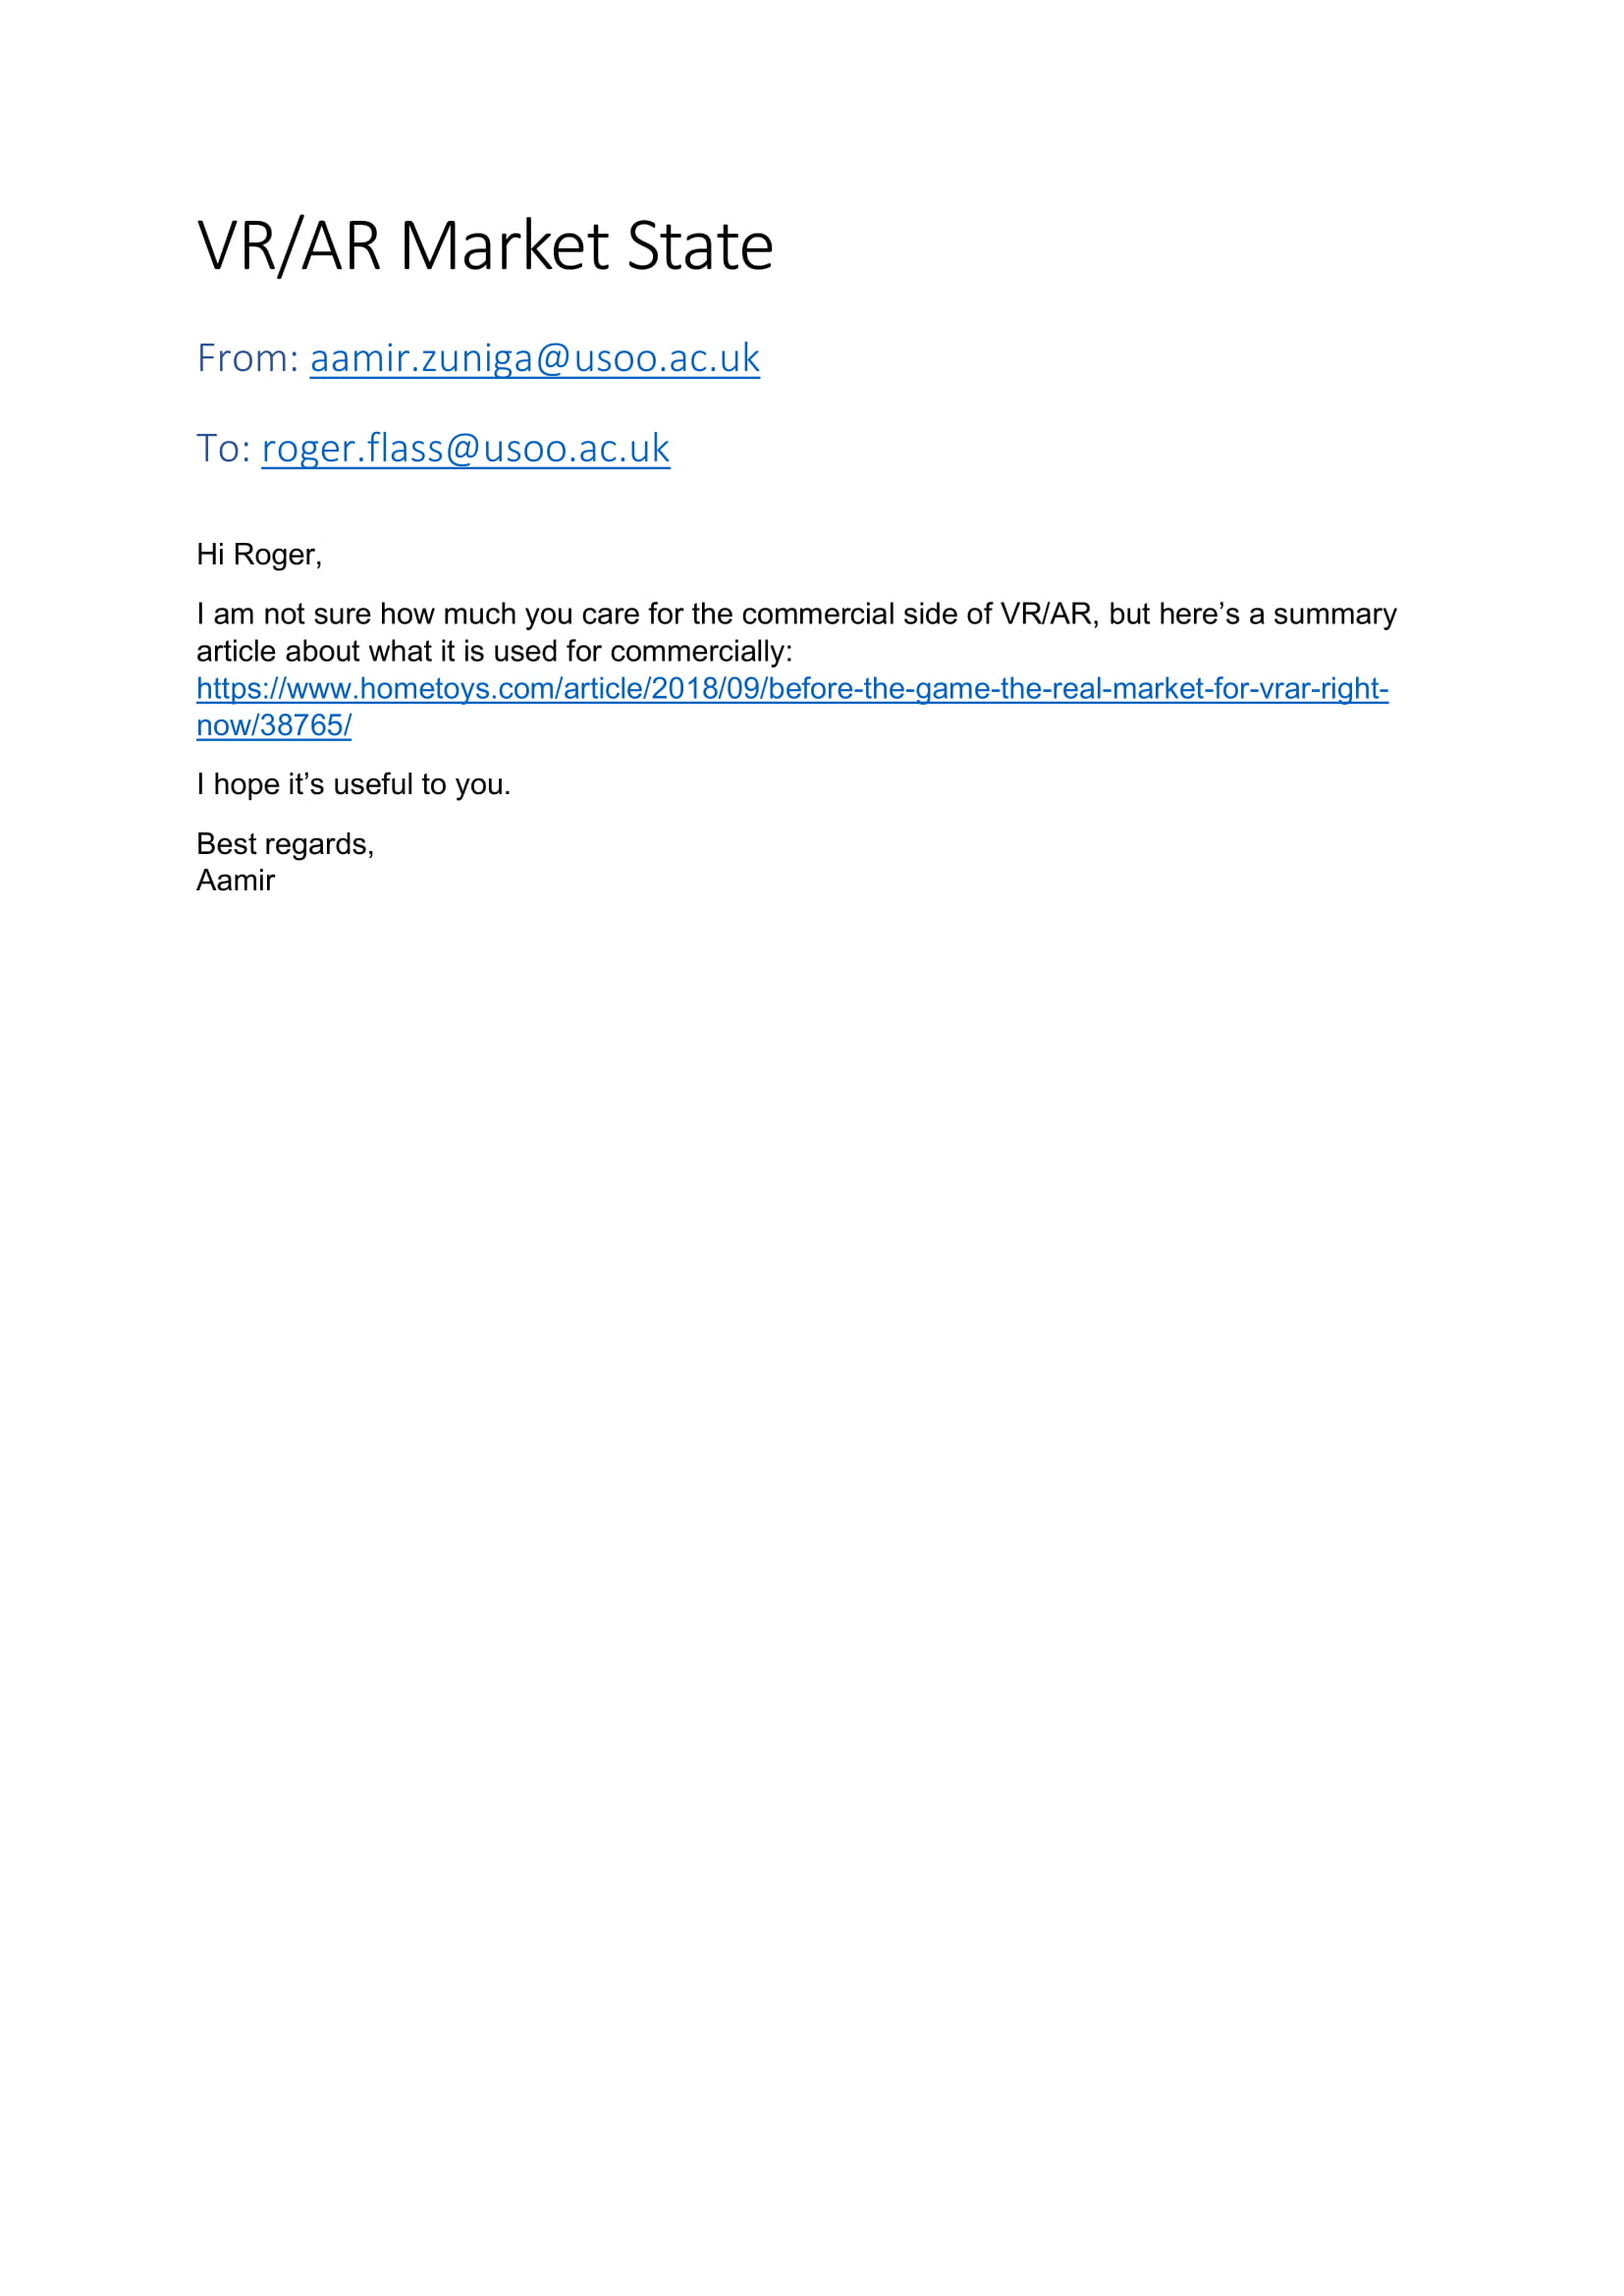 VR/AR Market State
From: aamir.zuniga@usoo.ac.uk
To: roger.flass@usoo.ac.uk
Hi Roger,
I am not sure how much you care for the commercial side of VR/AR, but here’s a summary
article about what it is used for commercially:
https://www.hometoys.com/article/2018/09/before-the-game-the-real-market-for-vrar-right-
now/38765/
I hope it’s useful to you.
Best regards,
Aamir